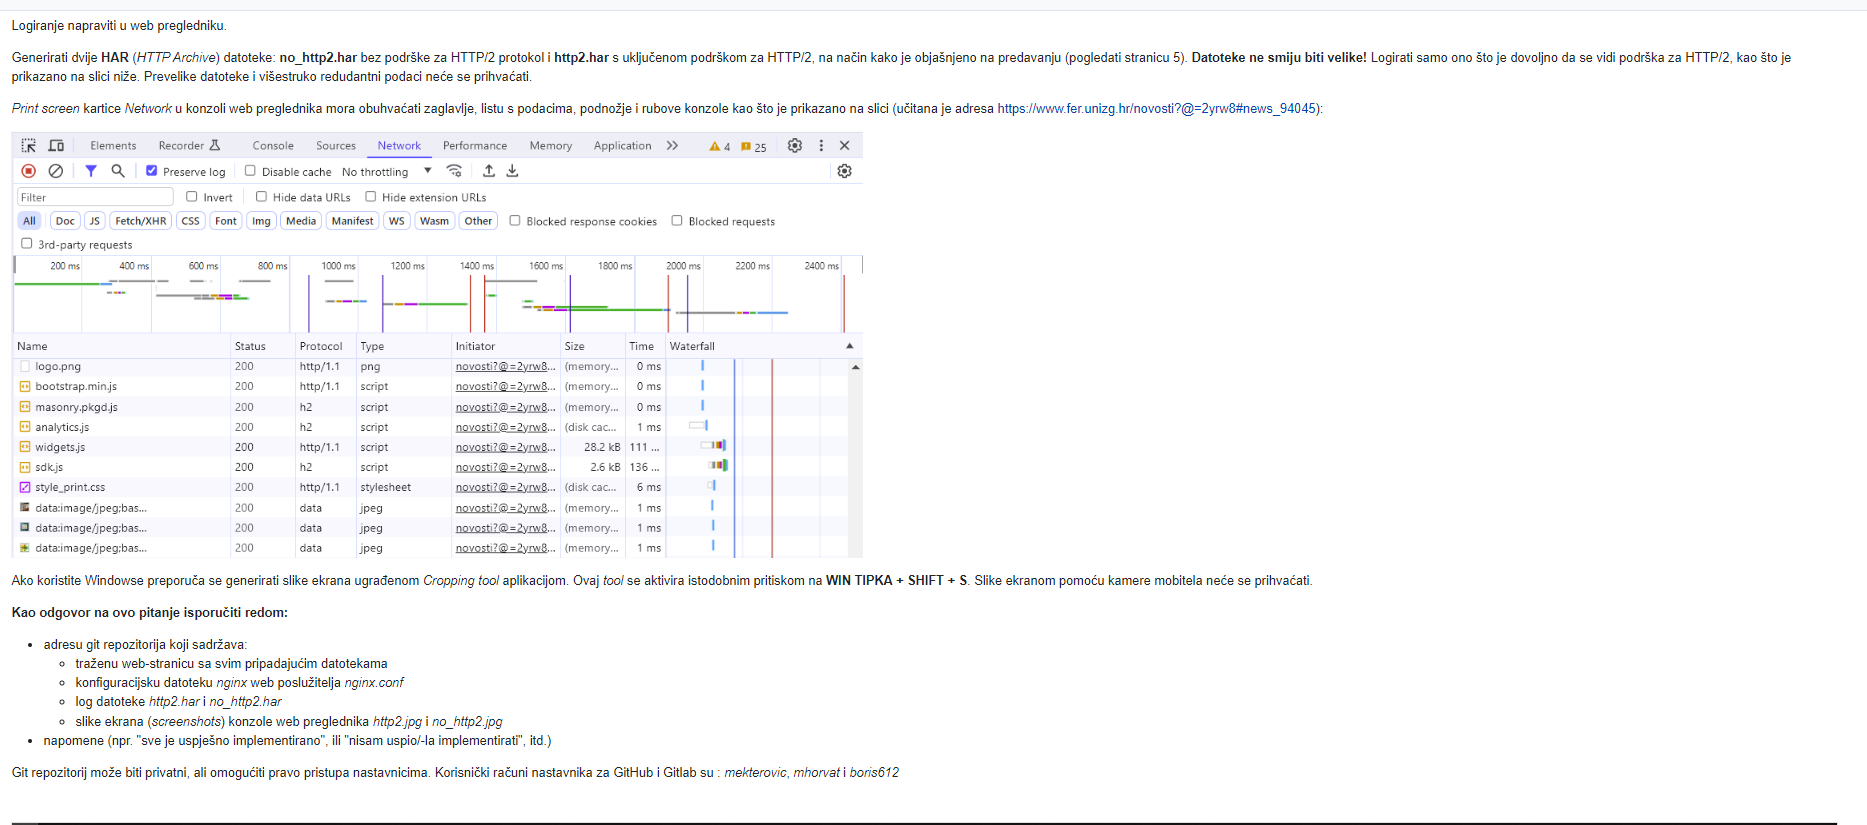 Logiranje napraviti u web pregledniku.
Generirati dvije HAR (HTTP Archive) datoteke: no_http2.har bez podrške za HTTP/2 protokol i http2.har s uključenom podrškom za HTTP/2, na način kako je objašnjeno na predavanju (pogledati stranicu 5). Datoteke ne smiju biti velike! Logirati samo ono što je dovoljno da se vidi podrška za HTTP/2, kao što je
prikazano na slici niže. Prevelike datoteke i višestruko redudantni podaci neće se prihvaćati.
Print screen kartice Network u konzoli web preglednika mora obuhvaćati zaglavlje, listu s podacima, podnožje i rubove konzole kao što je prikazano na slici (učitana je adresa https://www.fer.unizg.hr/novosti?@=2yrw8#news_94045):
Elements Recorder Console Sources Network Performance Memory Application 4 25
Preserve log Disable cache No throttling
Filter Invert Hide data URLs Hide extension URLs
All Doc JS Fetch/XHR CSS Font Img Media Manifest WS Wasm Other Blocked response cookies Blocked requests
3rd-party requests
200 ms 400 ms 600 ms 800 ms 1000 ms 1200 ms 1400 ms 1600 ms 1800 ms 2000 ms 2200 ms 2400 ms
Name Status Protocol Type Initiator Size Time Waterfall
logo.png 200 http/1.1 png novosti?@=2yrw8... (memory... 0 ms
bootstrap.min.js 200 http/1.1 script novosti?@=2yrw8... (memory... 0 ms
masonry.pkgd.js 200 h2 script novosti?@=2yrw8... (memory... 0 ms
analytics.js 200 h2 script novosti?@=2yrw8... (disk cac... 1 ms
widgets.js 200 http/1.1 script novosti?@=2yrw8... 28.2 kB 111 ...
sdk.js 200 h2 script novosti?@=2yrw8... 2.6 kB 136 ...
style_print.css 200 http/1.1 stylesheet novosti?@=2yrw8... (disk cac... 6 ms
data:image/jpeg;bas... 200 data jpeg novosti?@=2yrw8... (memory... 1 ms
data:image/jpeg;bas... 200 data jpeg novosti?@=2yrw8... (memory... 1 ms
data:image/jpeg;bas... 200 data jpeg novosti?@=2yrw8... (memory... 1 ms
Ako koristite Windowse preporuča se generirati slike ekrana ugrađenom Cropping tool aplikacijom. Ovaj tool se aktivira istodobnim pritiskom na WIN TIPKA + SHIFT + S. Slike ekranom pomoću kamere mobitela neće se prihvaćati.
Kao odgovor na ovo pitanje isporučiti redom:
• adresu git repozitorija koji sadržava:
◦ traženu web-stranicu sa svim pripadajućim datotekama
◦ konfiguracijsku datoteku nginx web poslužitelja nginx.conf
◦ log datoteke http2.har i no_http2.har
◦ slike ekrana (screenshots) konzole web preglednika http2.jpg i no_http2.jpg
• napomene (npr. "sve je uspješno implementirano", ili "nisam uspio/-la implementirati", itd.)
Git repozitorij može biti privatni, ali omogućiti pravo pristupa nastavnicima. Korisnički računi nastavnika za GitHub i Gitlab su : mekterovic, mhorvat i boris612